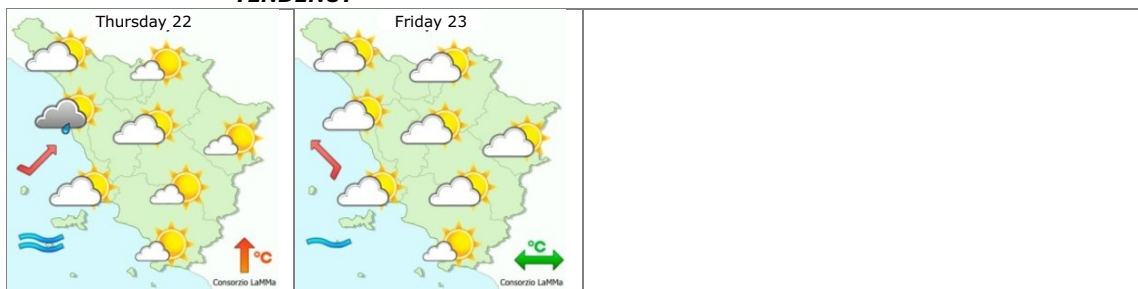 TENDENCY
Thursday 22
Friday 23
°C
°C
Consorzio LaMMa
Consorzio LaMMa